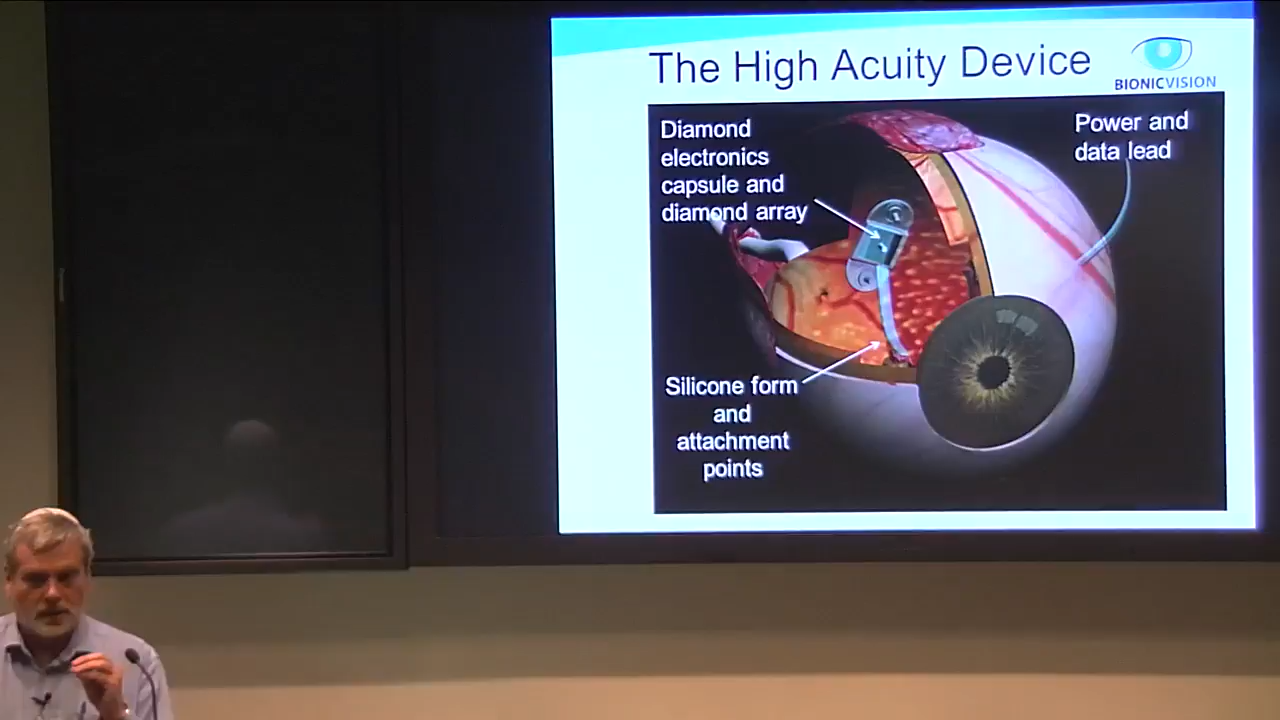 The High Acuity Device
BIONICVISION
Diamond
electronics
capsule and
diamond array
Power and
data lead
Silicone form
and
attachment
points